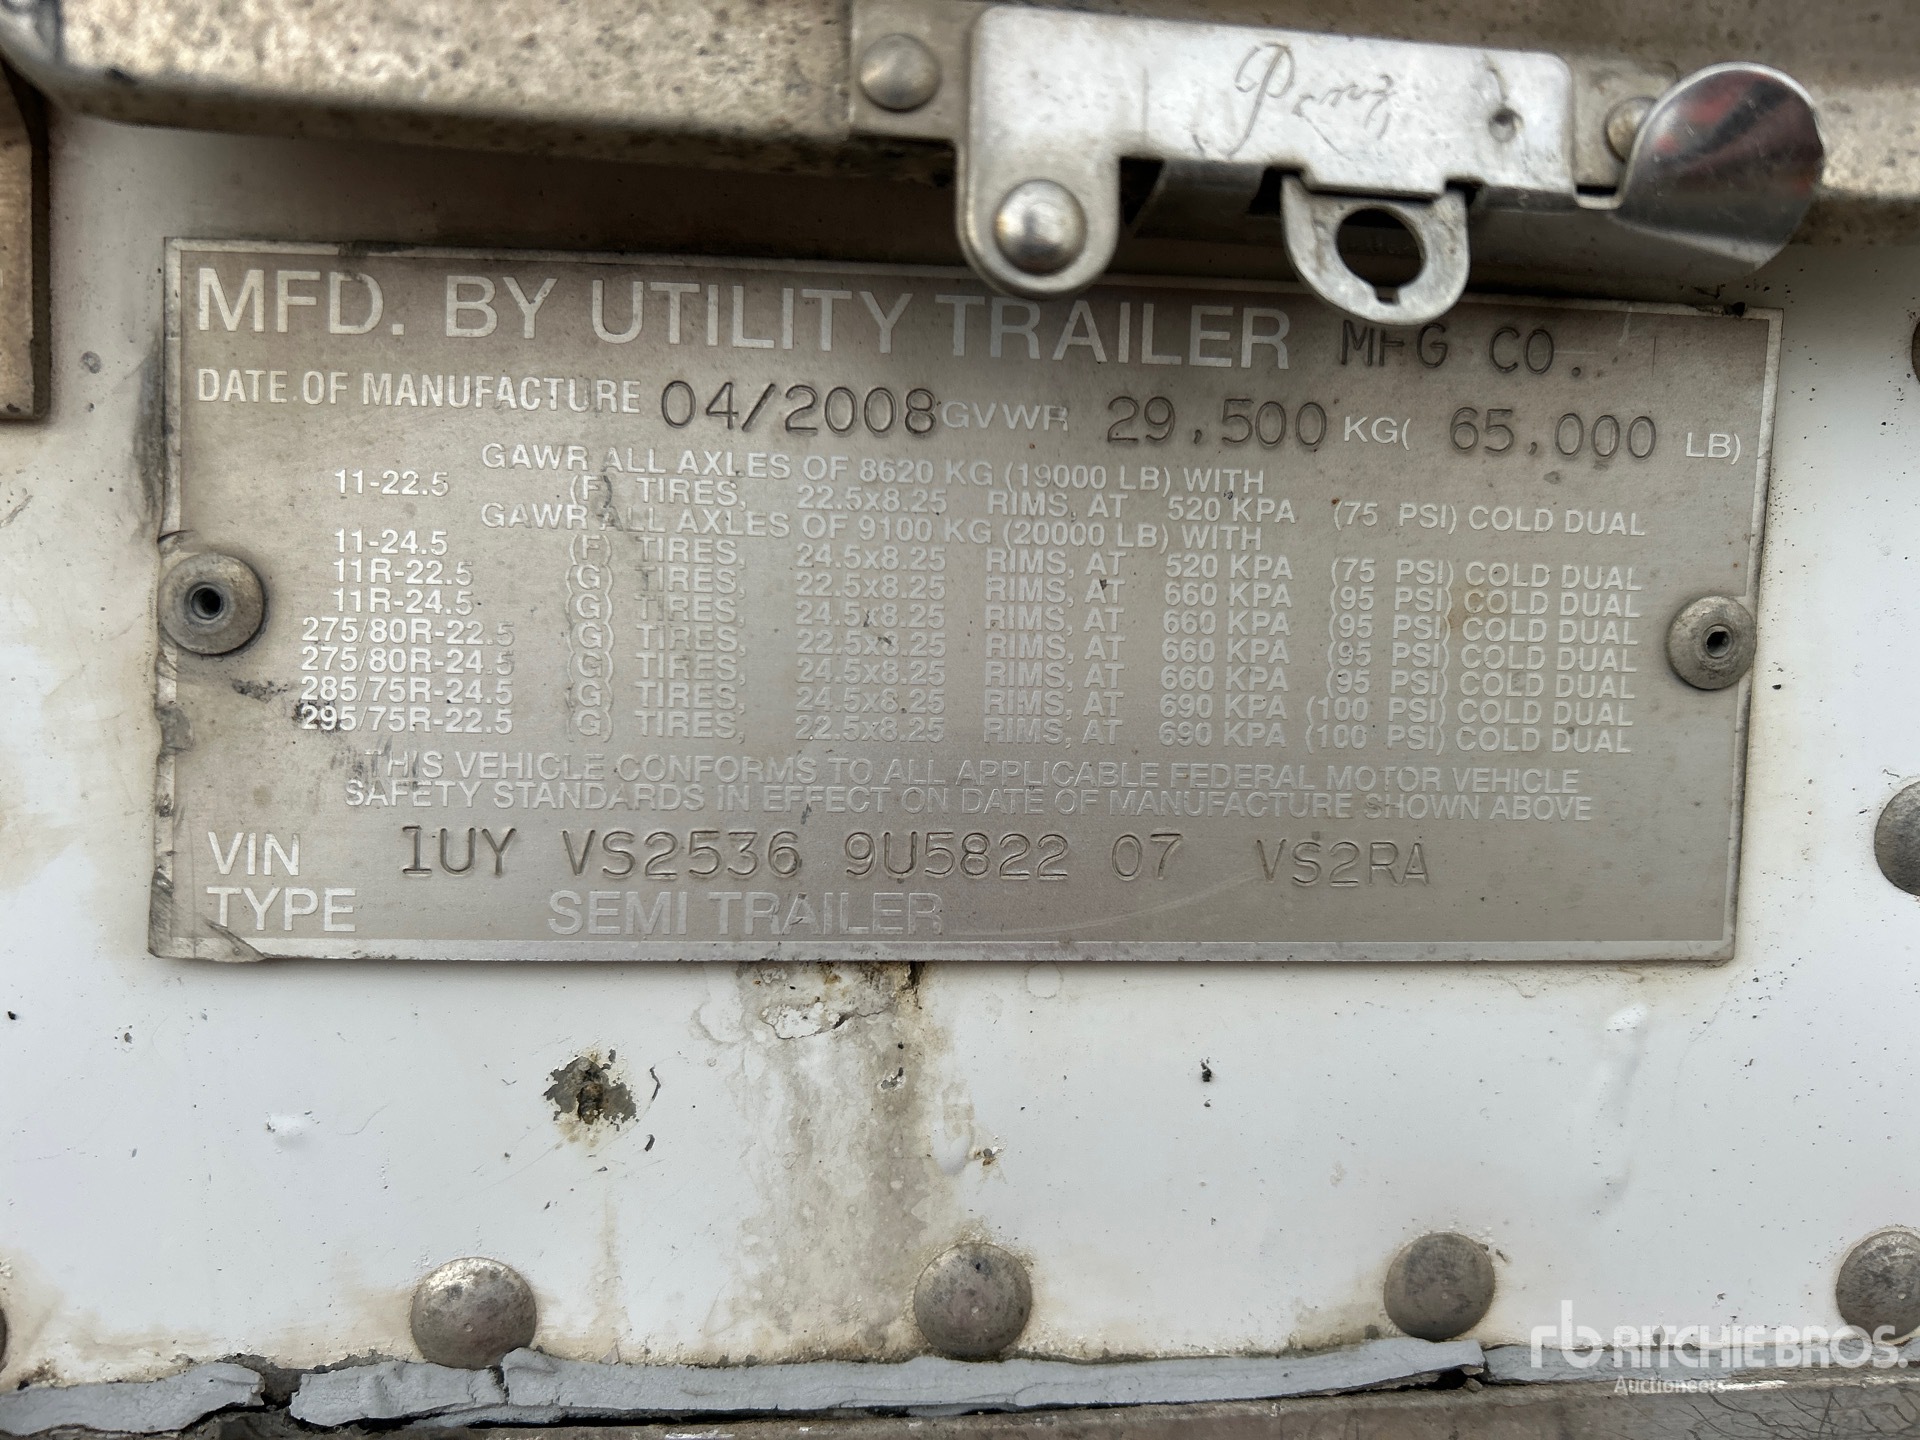 MFD. BY UTILITY TRAILER MFG CO.
DATE OF MANUFACTURE 04/2008 GVWR 29,500 KG( 65,000 LB)
GAWR ALL AXLES OF 8620 KG (19000 LB) WITH
11-22.5 (F) TIRES, 22.5x8.25 RIMS, AT 520 KPA (75 PSI) COLD DUAL
GAWR ALL AXLES OF 9100 KG (20000 LB) WITH
11-24.5 (F) TIRES, 24.5x8.25 RIMS, AT 520 KPA (75 PSI) COLD DUAL
11R-22.5 (G) TIRES, 22.5x8.25 RIMS, AT 660 KPA (95 PSI) COLD DUAL
11R-24.5 (G) TIRES, 24.5x8.25 RIMS, AT 660 KPA (95 PSI) COLD DUAL
275/80R-22.5 (G) TIRES, 22.5x8.25 RIMS, AT 660 KPA (95 PSI) COLD DUAL
275/80R-24.5 (G) TIRES, 24.5x8.25 RIMS, AT 660 KPA (95 PSI) COLD DUAL
285/75R-24.5 (G) TIRES, 24.5x8.25 RIMS, AT 690 KPA (100 PSI) COLD DUAL
295/75R-22.5 (G) TIRES, 22.5x8.25 RIMS, AT 690 KPA (100 PSI) COLD DUAL
THIS VEHICLE CONFORMS TO ALL APPLICABLE FEDERAL MOTOR VEHICLE
SAFETY STANDARDS IN EFFECT ON DATE OF MANUFACTURE SHOWN ABOVE
VIN 1UY VS2536 9U5822 07 VS2RA
TYPE SEMI TRAILER
rb RITCHIE BROS.
Auctioneers